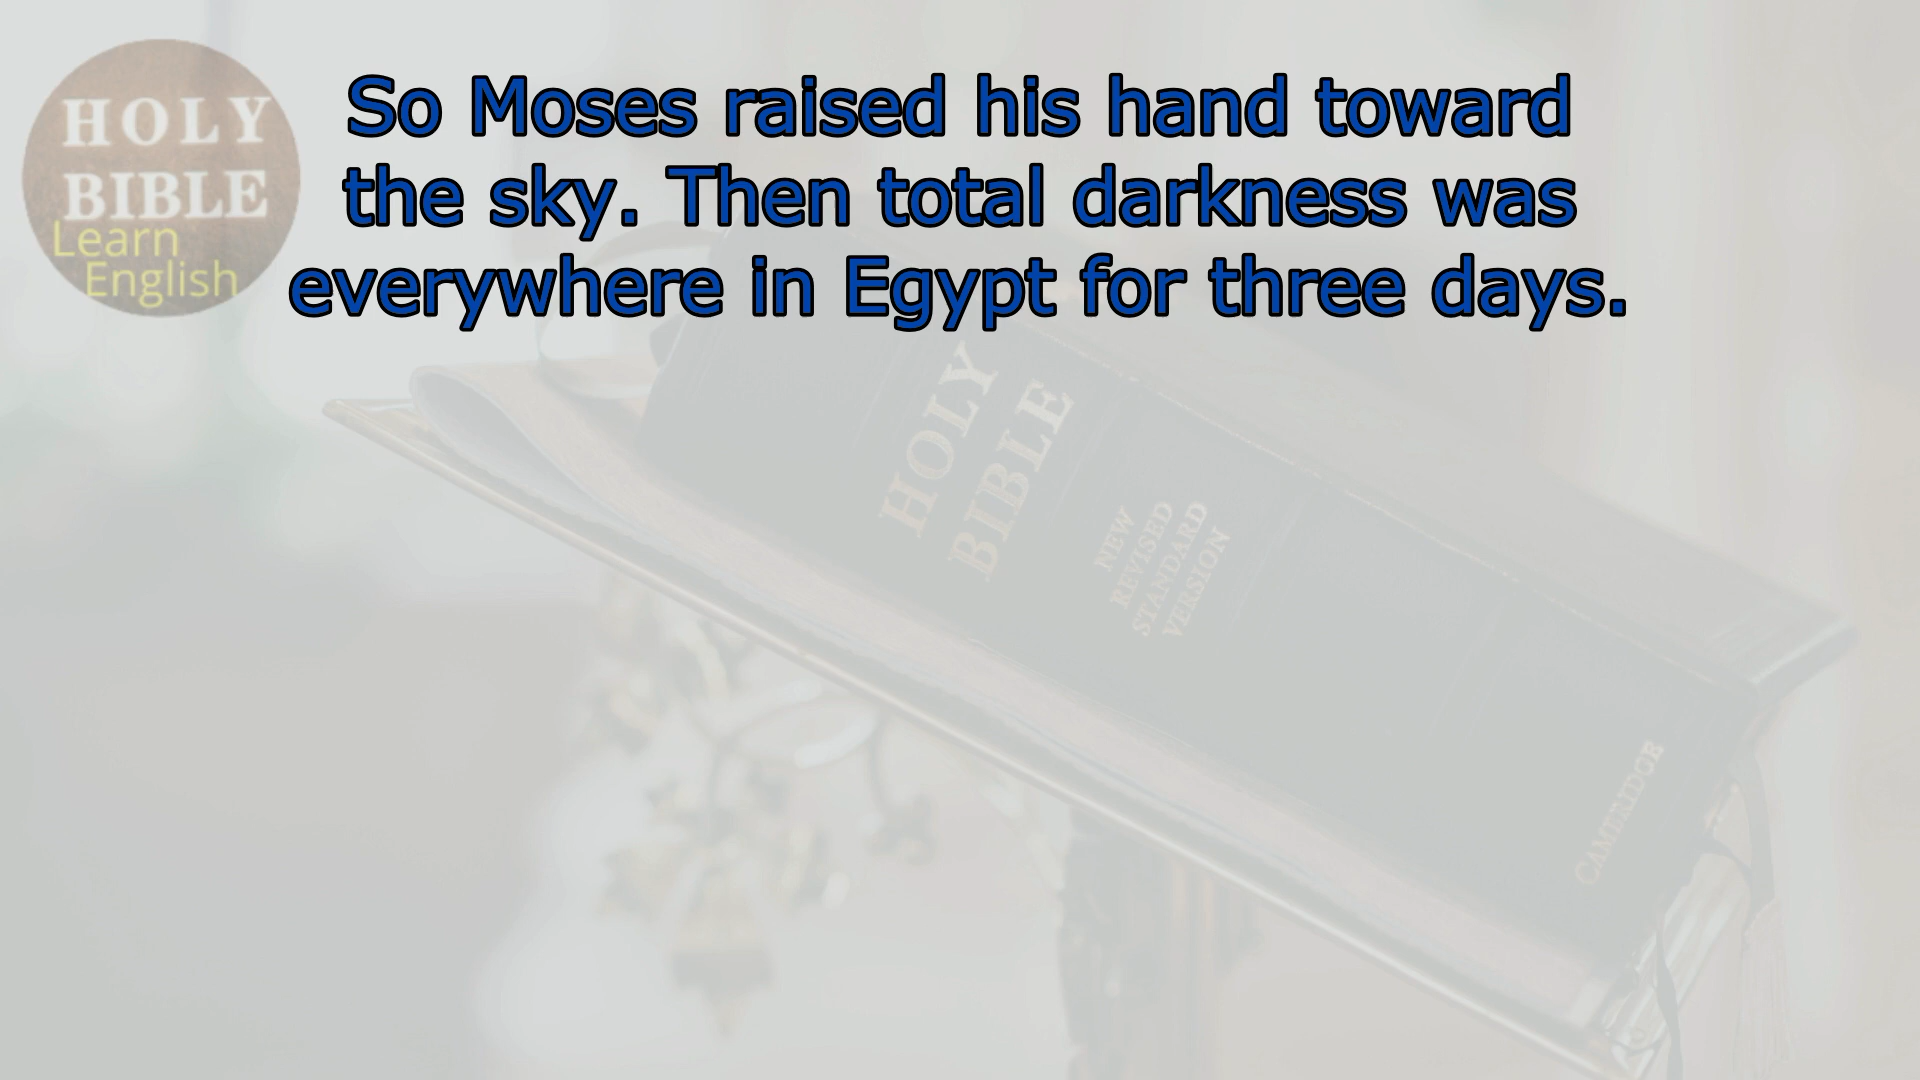 HOLY
BIBLE
Learn
English
So Moses raised his hand toward
the sky. Then total darkness was
everywhere in Egypt for three days.
HOLY
BIBLE
NEW
REVISED
STANDARD
VERSION
CAMBRIDGE